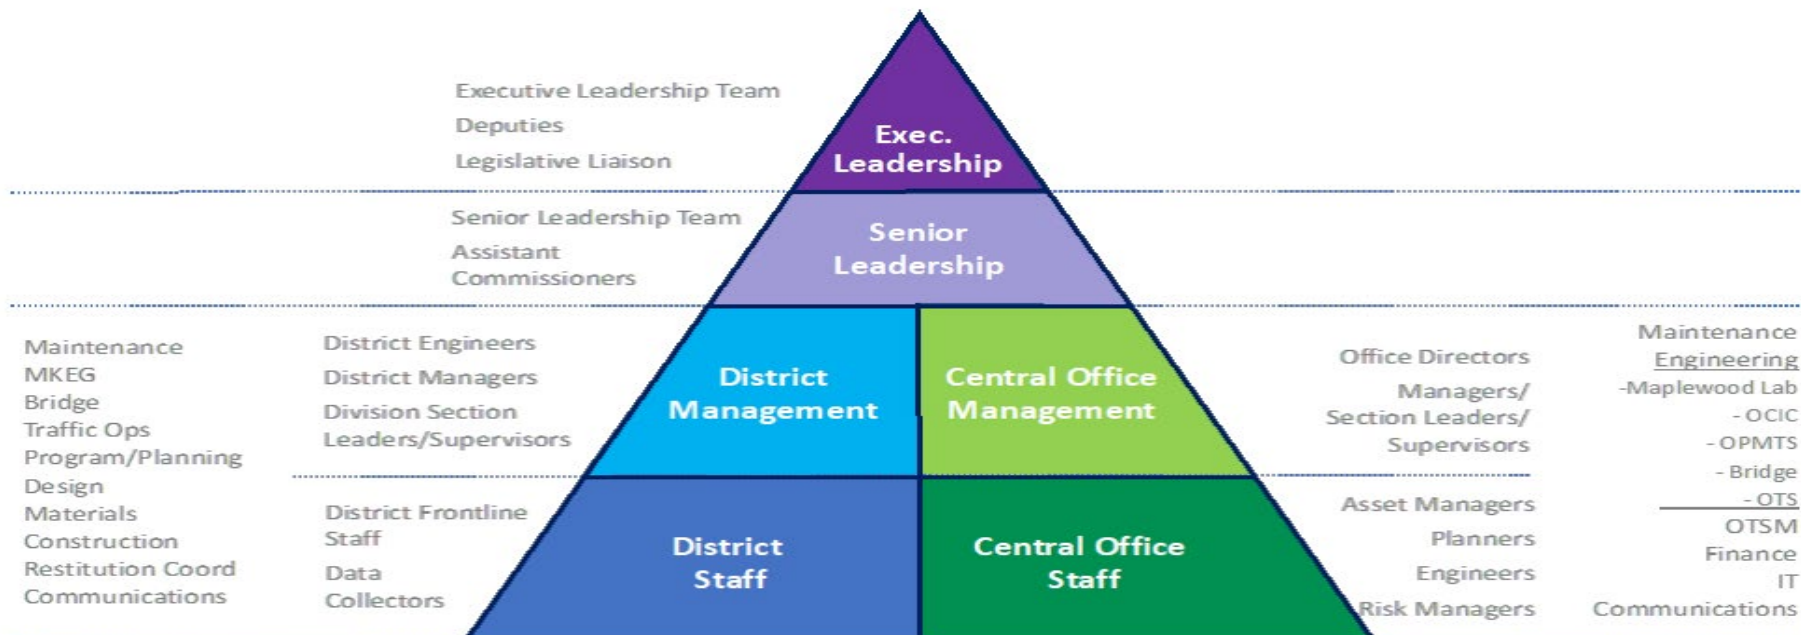 Executive Leadership Team
Deputies
Legislative Liaison
Exec.
Leadership
Senior Leadership Team
Assistant
Commissioners
Senior
Leadership
Maintenance
MKEG
Bridge
Traffic Ops
Program/Planning
Design
Materials
Construction
Restitution Coord
Communications
District Engineers
District Managers
Division Section
Leaders/Supervisors
District Frontline
Staff
Data
Collectors
District
Management
Central Office
Management
District
Staff
Central Office
Staff
Office Directors
Managers/
Section Leaders/
Supervisors
Asset Managers
Planners
Engineers
Risk Managers
Maintenance
Engineering
-Maplewood Lab
- OCIC
- OPMTS
- Bridge
- OTS
OTSM
Finance
IT
Communications